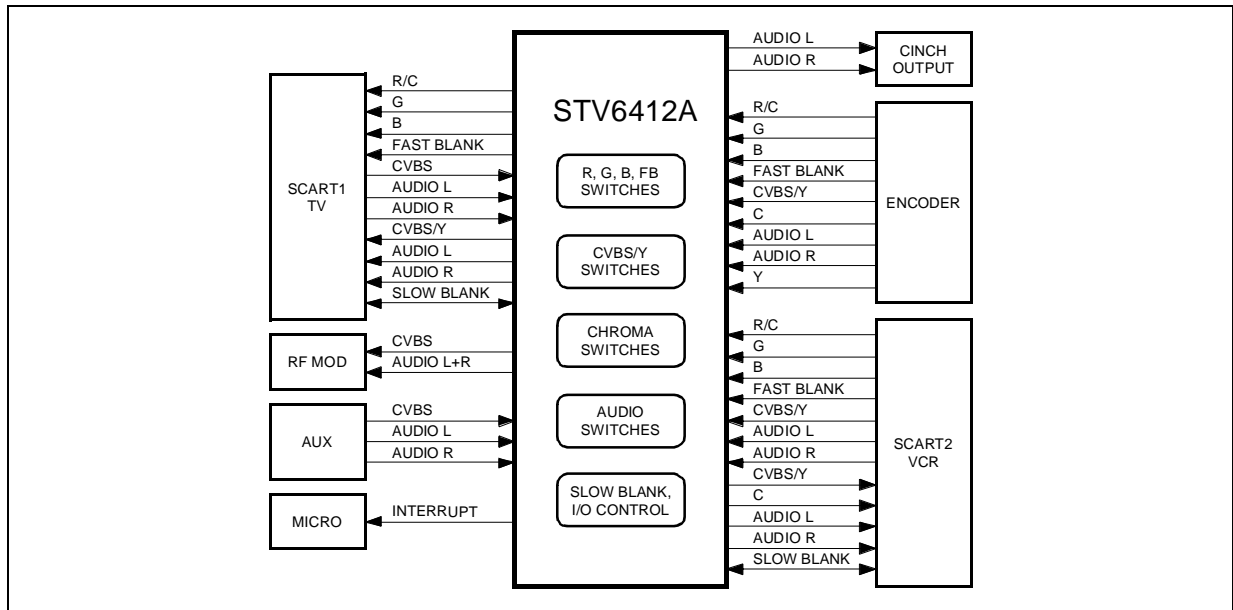 SCART1
TV
R/C
G
B
FAST BLANK
CVBS
AUDIO L
AUDIO R
CVBS/Y
AUDIO L
AUDIO R
SLOW BLANK
RF MOD
CVBS
AUDIO L+R
AUX
CVBS
AUDIO L
AUDIO R
MICRO
INTERRUPT
STV6412A
R, G, B, FB
SWITCHES
CVBS/Y
SWITCHES
CHROMA
SWITCHES
AUDIO
SWITCHES
SLOW BLANK,
I/O CONTROL
AUDIO L
AUDIO R
CINCH
OUTPUT
R/C
G
B
FAST BLANK
CVBS/Y
C
AUDIO L
AUDIO R
Y
ENCODER
R/C
G
B
FAST BLANK
CVBS/Y
AUDIO L
AUDIO R
CVBS/Y
C
AUDIO L
AUDIO R
SLOW BLANK
SCART2
VCR